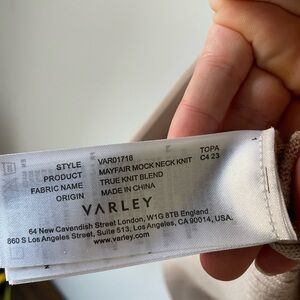 STYLE VAR01716 TOPA
PRODUCT MAYFAIR MOCK NECK KNIT C4 23
FABRIC NAME TRUE KNIT BLEND
ORIGIN MADE IN CHINA
VARLEY
64 New Cavendish Street London, W1G 8TB England
860 S Los Angeles Street, Suite 513, Los Angeles, CA 90014, USA.
www.varley.com